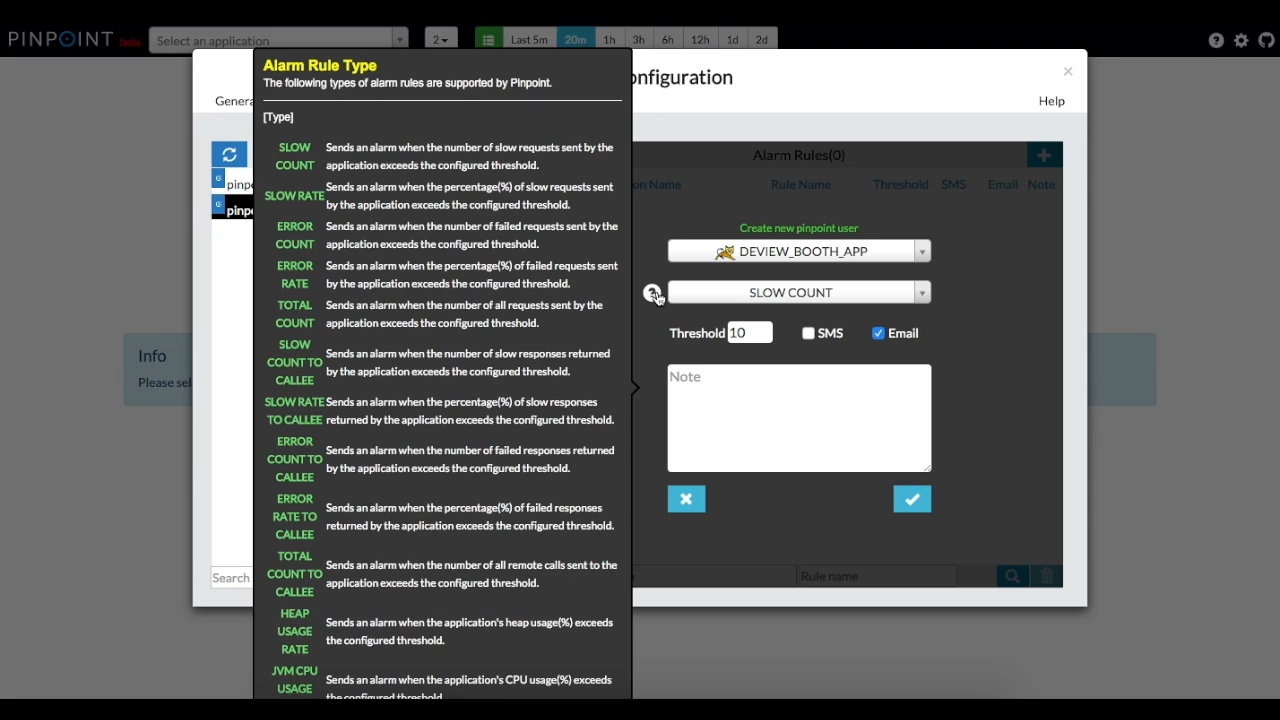 PINPOINT beta Select an application 2 Last 5m 20m 1h 3h 6h 12h 1d 2d
Alarm Rule Type
The following types of alarm rules are supported by Pinpoint.
[Type]
SLOW COUNT Sends an alarm when the number of slow requests sent by the
application exceeds the configured threshold.
SLOW RATE Sends an alarm when the percentage(%) of slow requests sent
by the application exceeds the configured threshold.
ERROR COUNT Sends an alarm when the number of failed requests sent by the
application exceeds the configured threshold.
ERROR RATE Sends an alarm when the percentage(%) of failed requests sent
by the application exceeds the configured threshold.
TOTAL COUNT Sends an alarm when the number of all requests sent by the
application exceeds the configured threshold.
SLOW COUNT TO CALLEE Sends an alarm when the number of slow responses returned
by the application exceeds the configured threshold.
SLOW RATE TO CALLEE Sends an alarm when the percentage(%) of slow responses
returned by the application exceeds the configured threshold.
ERROR COUNT TO CALLEE Sends an alarm when the number of failed responses returned
by the application exceeds the configured threshold.
ERROR RATE TO CALLEE Sends an alarm when the percentage(%) of failed responses
returned by the application exceeds the configured threshold.
TOTAL COUNT TO CALLEE Sends an alarm when the number of all remote calls sent to the
application exceeds the configured threshold.
HEAP USAGE RATE Sends an alarm when the application's heap usage(%) exceeds
the configured threshold.
JVM CPU USAGE Sends an alarm when the application's CPU usage(%) exceeds
the configured threshold
onfiguration
Genera
Help
pinpo
pinpo
Alarm Rules(0)
on Name Rule Name Threshold SMS Email Note
Create new pinpoint user
DEVIEW_BOOTH_APP
SLOW COUNT
Threshold 10 SMS Email
Note
Info
Please sel
Search
Rule name